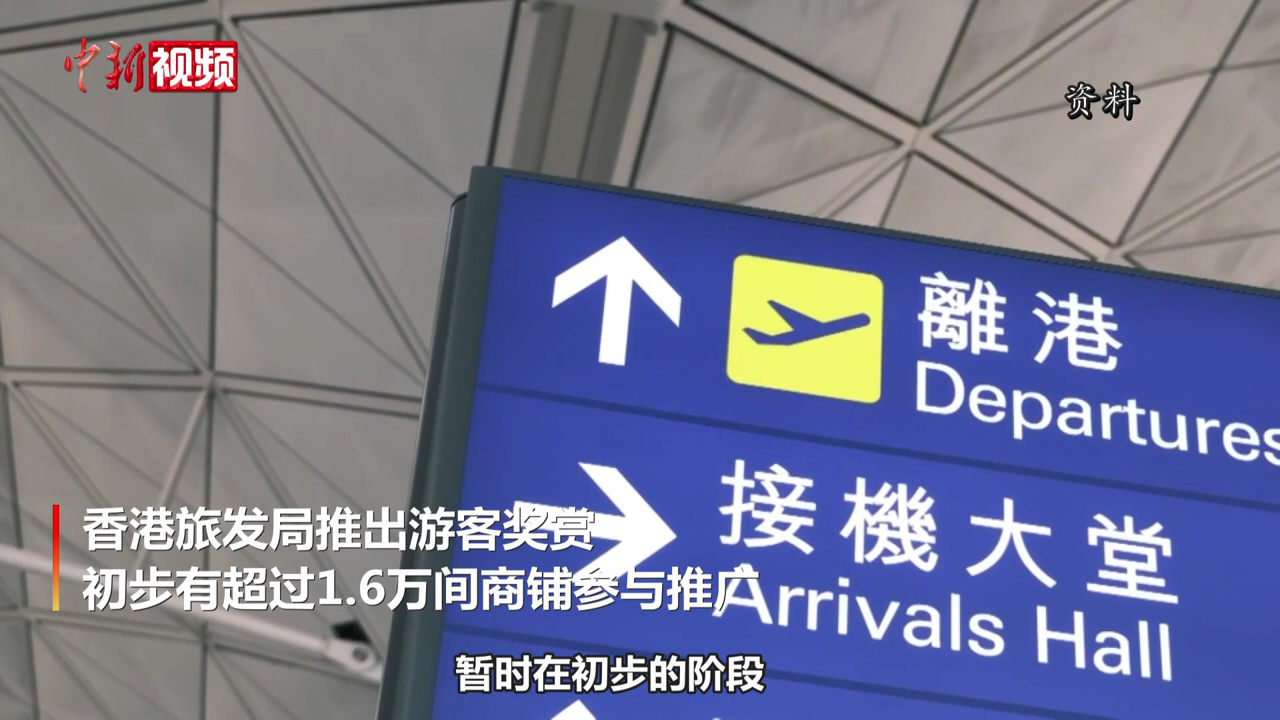 中新视频
资料
離港
Departures
接機大堂
Arrivals Hall
香港旅发局推出游客奖赏
初步有超过1.6万间商铺参与推广
暂时在初步的阶段